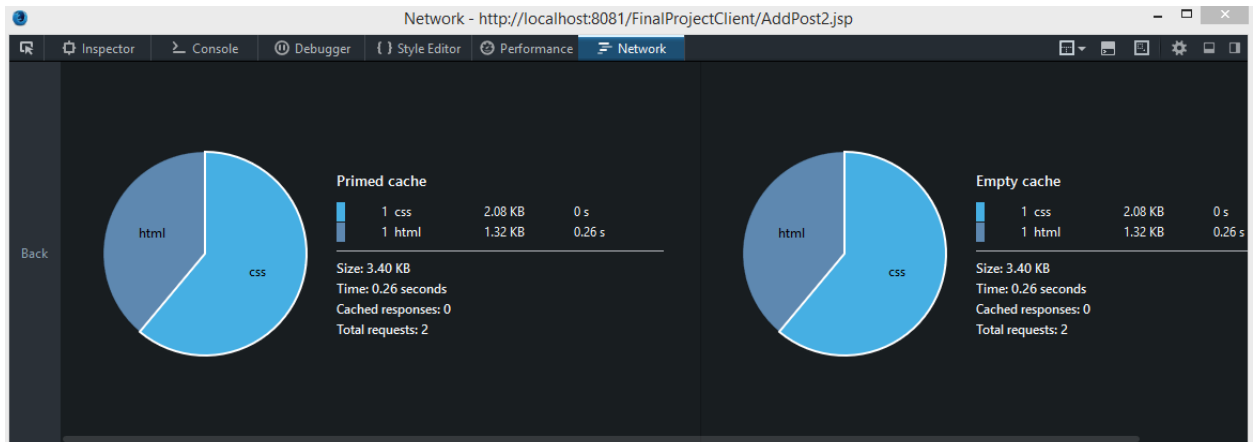 Network - http://localhost:8081/FinalProjectClient/AddPost2.jsp
Inspector Console Debugger { } Style Editor Performance Network
Back
html
css
Primed cache
1 css 2.08 KB 0 s
1 html 1.32 KB 0.26 s
Size: 3.40 KB
Time: 0.26 seconds
Cached responses: 0
Total requests: 2
html
css
Empty cache
1 css 2.08 KB 0 s
1 html 1.32 KB 0.26 s
Size: 3.40 KB
Time: 0.26 seconds
Cached responses: 0
Total requests: 2